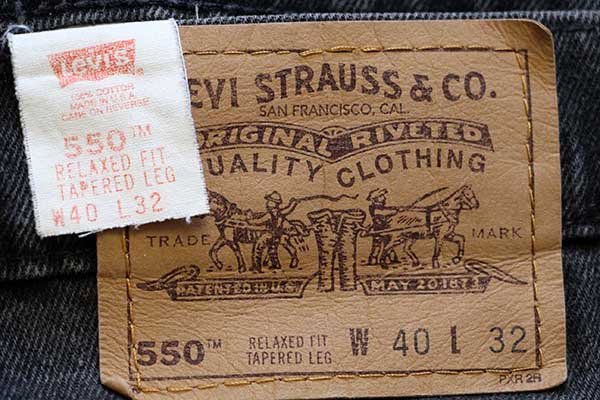 Levi's
100% COTTON
MADE IN U.S.A.
CARE ON REVERSE
550™
RELAXED FIT
TAPERED LEG
W40 L32
EVI STRAUSS & CO.
SAN FRANCISCO, CAL.
ORIGINAL RIVETED
QUALITY CLOTHING
TRADE MARK
PATENTED IN U.S. MAY 20 1873
550™ RELAXED FIT W 40 L 32
TAPERED LEG
PXR 2R